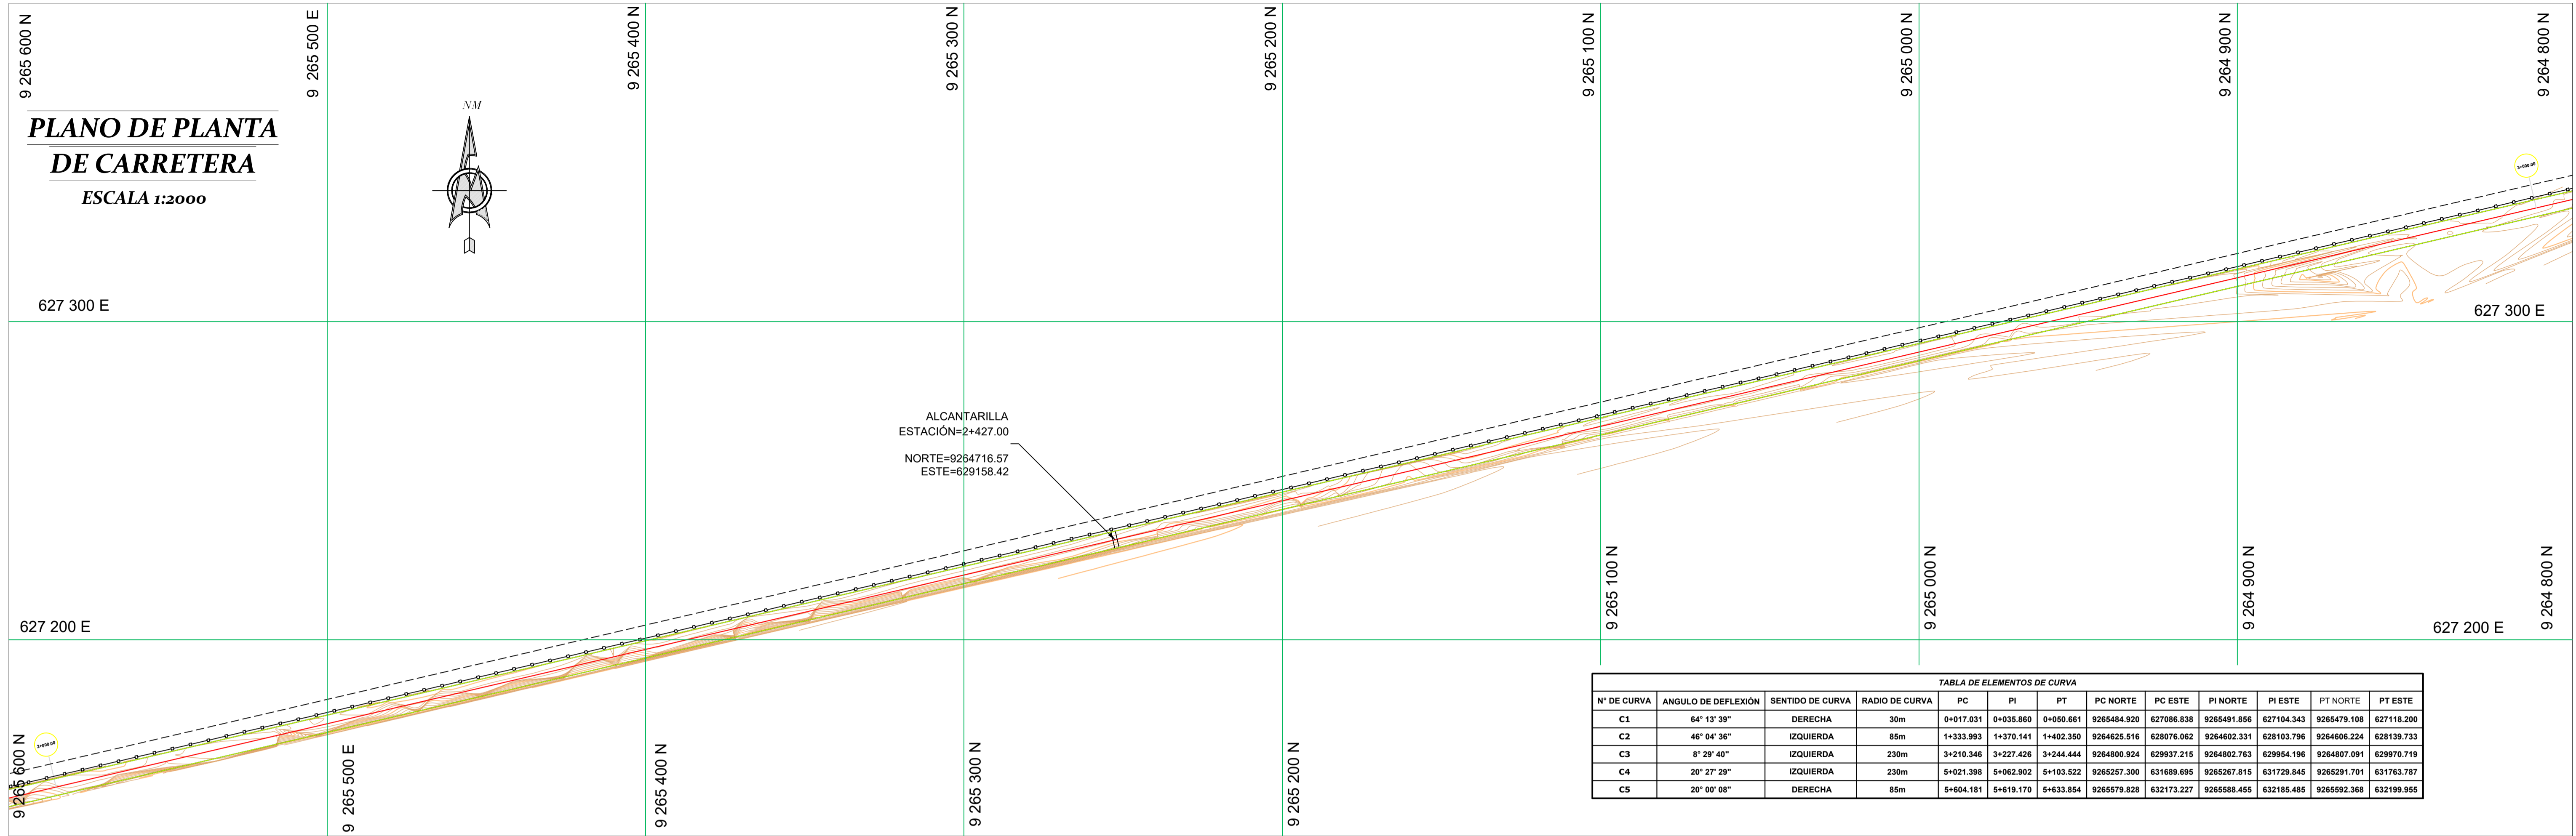 9 265 600 N
9 265 500 E
9 265 400 N
9 265 300 N
9 265 200 N
9 265 100 N
9 265 000 N
9 264 900 N
9 264 800 N
PLANO DE PLANTA
DE CARRETERA
ESCALA 1:2000
NM
N
3+000.00
627 300 E
627 300 E
ALCANTARILLA
ESTACIÓN=2+427.00
NORTE=9264716.57
ESTE=629158.42
9 265 100 N
9 265 000 N
9 264 900 N
9 264 800 N
627 200 E
627 200 E
2+000.00
9 265 600 N
9 265 500 E
9 265 400 N
9 265 300 N
9 265 200 N
TABLA DE ELEMENTOS DE CURVA
N° DE CURVA ANGULO DE DEFLEXIÓN SENTIDO DE CURVA RADIO DE CURVA PC PI PT PC NORTE PC ESTE PI NORTE PI ESTE PT NORTE PT ESTE
C1 64° 13' 39" DERECHA 30m 0+017.031 0+035.860 0+050.661 9265484.920 627086.838 9265491.856 627104.343 9265479.108 627118.200
C2 46° 04' 36" IZQUIERDA 85m 1+333.993 1+370.141 1+402.350 9264625.516 628076.062 9264602.331 628103.796 9264606.224 628139.733
C3 8° 29' 40" IZQUIERDA 230m 3+210.346 3+227.426 3+244.444 9264800.924 629937.215 9264802.763 629954.196 9264807.091 629970.719
C4 20° 27' 29" IZQUIERDA 230m 5+021.398 5+062.902 5+103.522 9265257.300 631689.695 9265267.815 631729.845 9265291.701 631763.787
C5 20° 00' 08" DERECHA 85m 5+604.181 5+619.170 5+633.854 9265579.828 632173.227 9265588.455 632185.485 9265592.368 632199.955